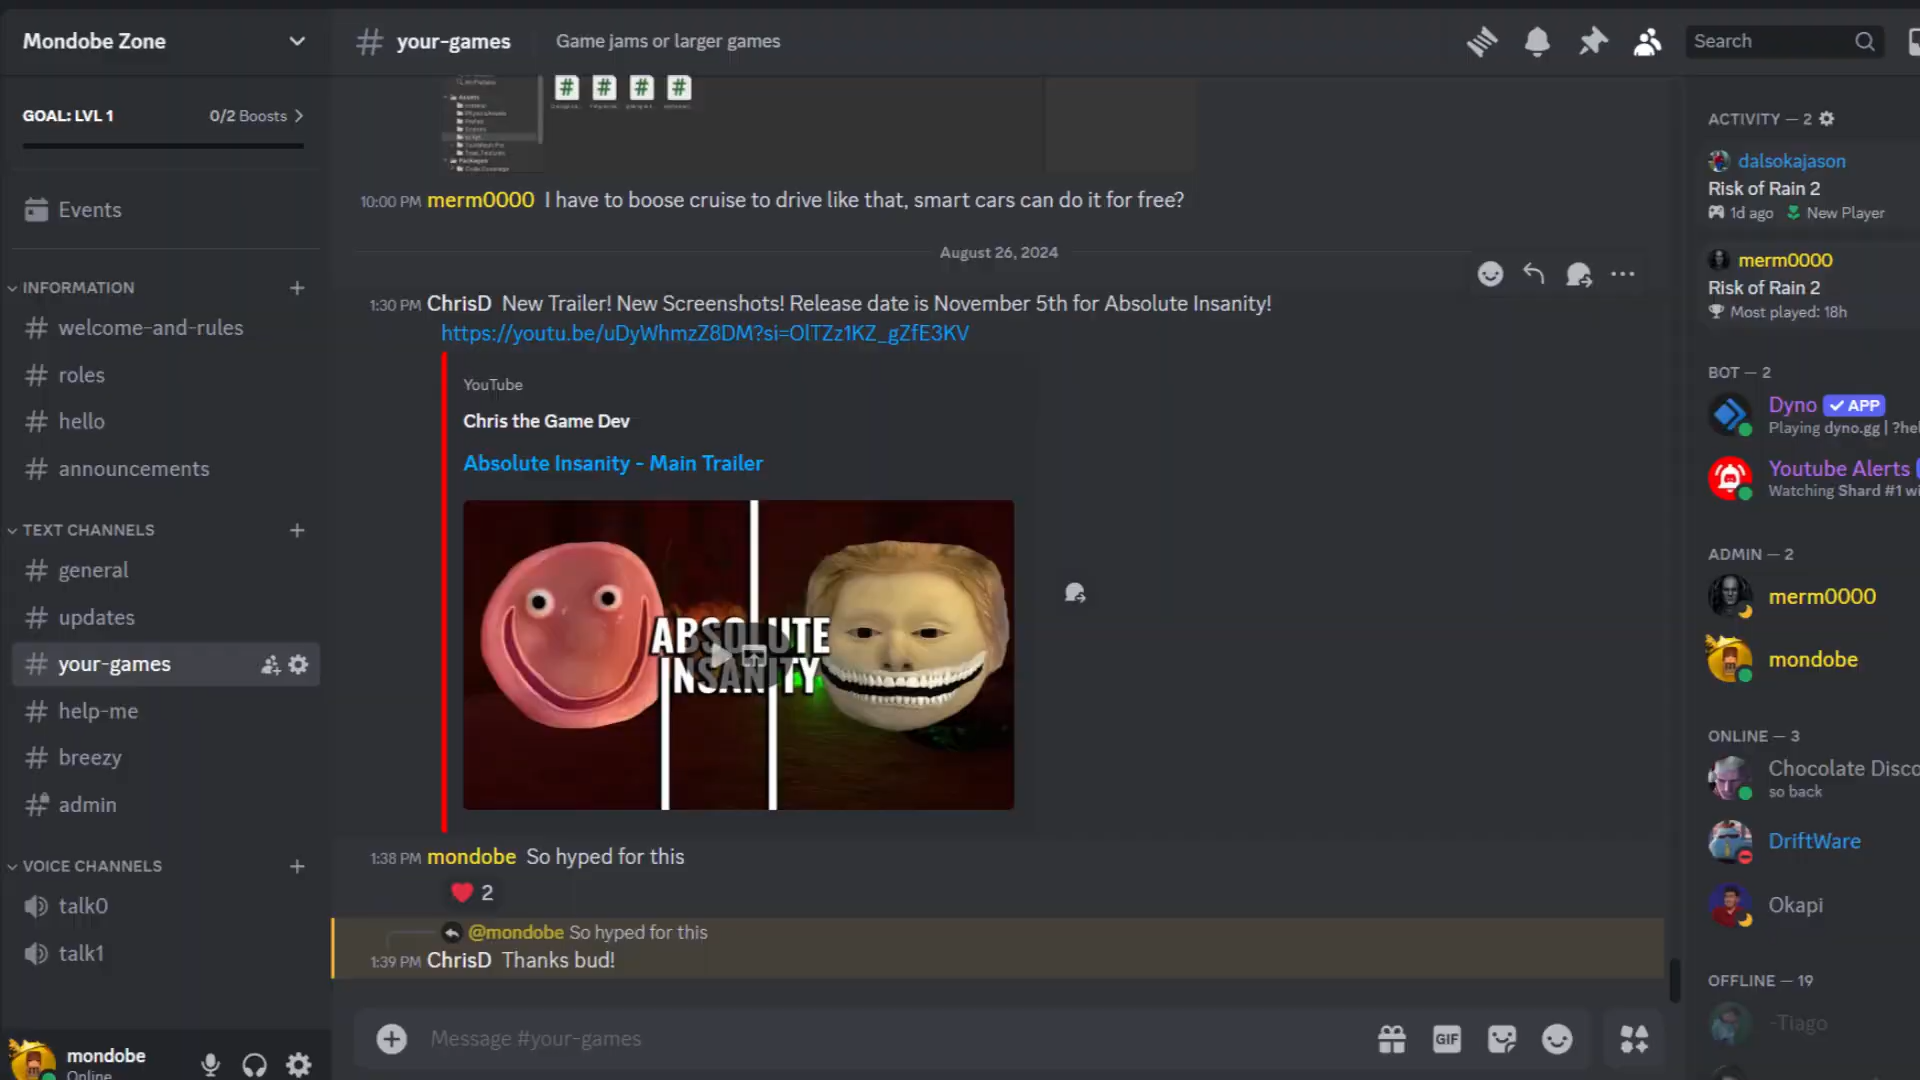 Mondobe Zone
your-games
Game jams or larger games
Search
GOAL: LVL 1
0/2 Boosts
Events
INFORMATION
welcome-and-rules
roles
hello
announcements
TEXT CHANNELS
general
updates
your-games
help-me
breezy
admin
VOICE CHANNELS
talk0
talk1
mondobe
Online
Assets
Packages
10:00 PM merm0000 I have to boose cruise to drive like that, smart cars can do it for free?
August 26, 2024
1:30 PM ChrisD New Trailer! New Screenshots! Release date is November 5th for Absolute Insanity!
https://youtu.be/uDyWhmzZ8DM?si=OlTZz1KZ_gZfE3KV
YouTube
Chris the Game Dev
Absolute Insanity - Main Trailer
ABSOLUTE
INSANITY
1:38 PM mondobe So hyped for this
2
@mondobe So hyped for this
1:39 PM ChrisD Thanks bud!
Message #your-games
GIF
ACTIVITY — 2
dalsokajason
Risk of Rain 2
1d ago New Player
merm0000
Risk of Rain 2
Most played: 18h
BOT — 2
Dyno APP
Playing dyno.gg | ?hel
Youtube Alerts
Watching Shard #1 wi
ADMIN — 2
merm0000
mondobe
ONLINE — 3
Chocolate Disco
so back
DriftWare
Okapi
OFFLINE — 19
-Tiago